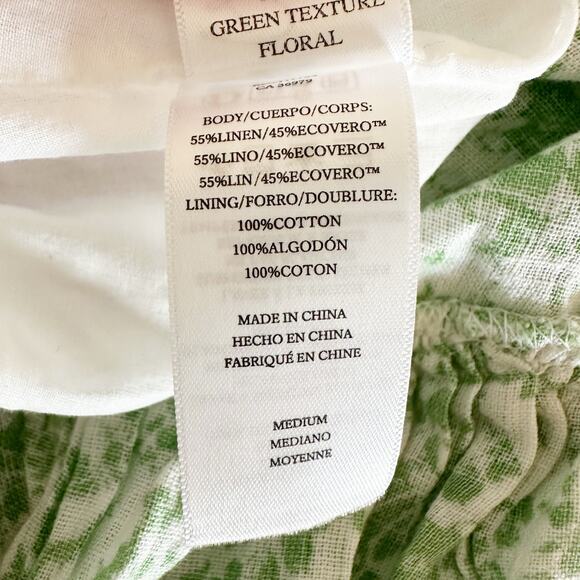 GREEN TEXTURE
FLORAL
CA 36979
BODY/CUERPO/CORPS:
55%LINEN/45%ECOVERO™
55%LINO/45%ECOVERO™
55%LIN/45%ECOVERO™
LINING/FORRO/DOUBLURE:
100%COTTON
100%ALGODÓN
100%COTON
MADE IN CHINA
HECHO EN CHINA
FABRIQUÉ EN CHINE
MEDIUM
MEDIANO
MOYENNE